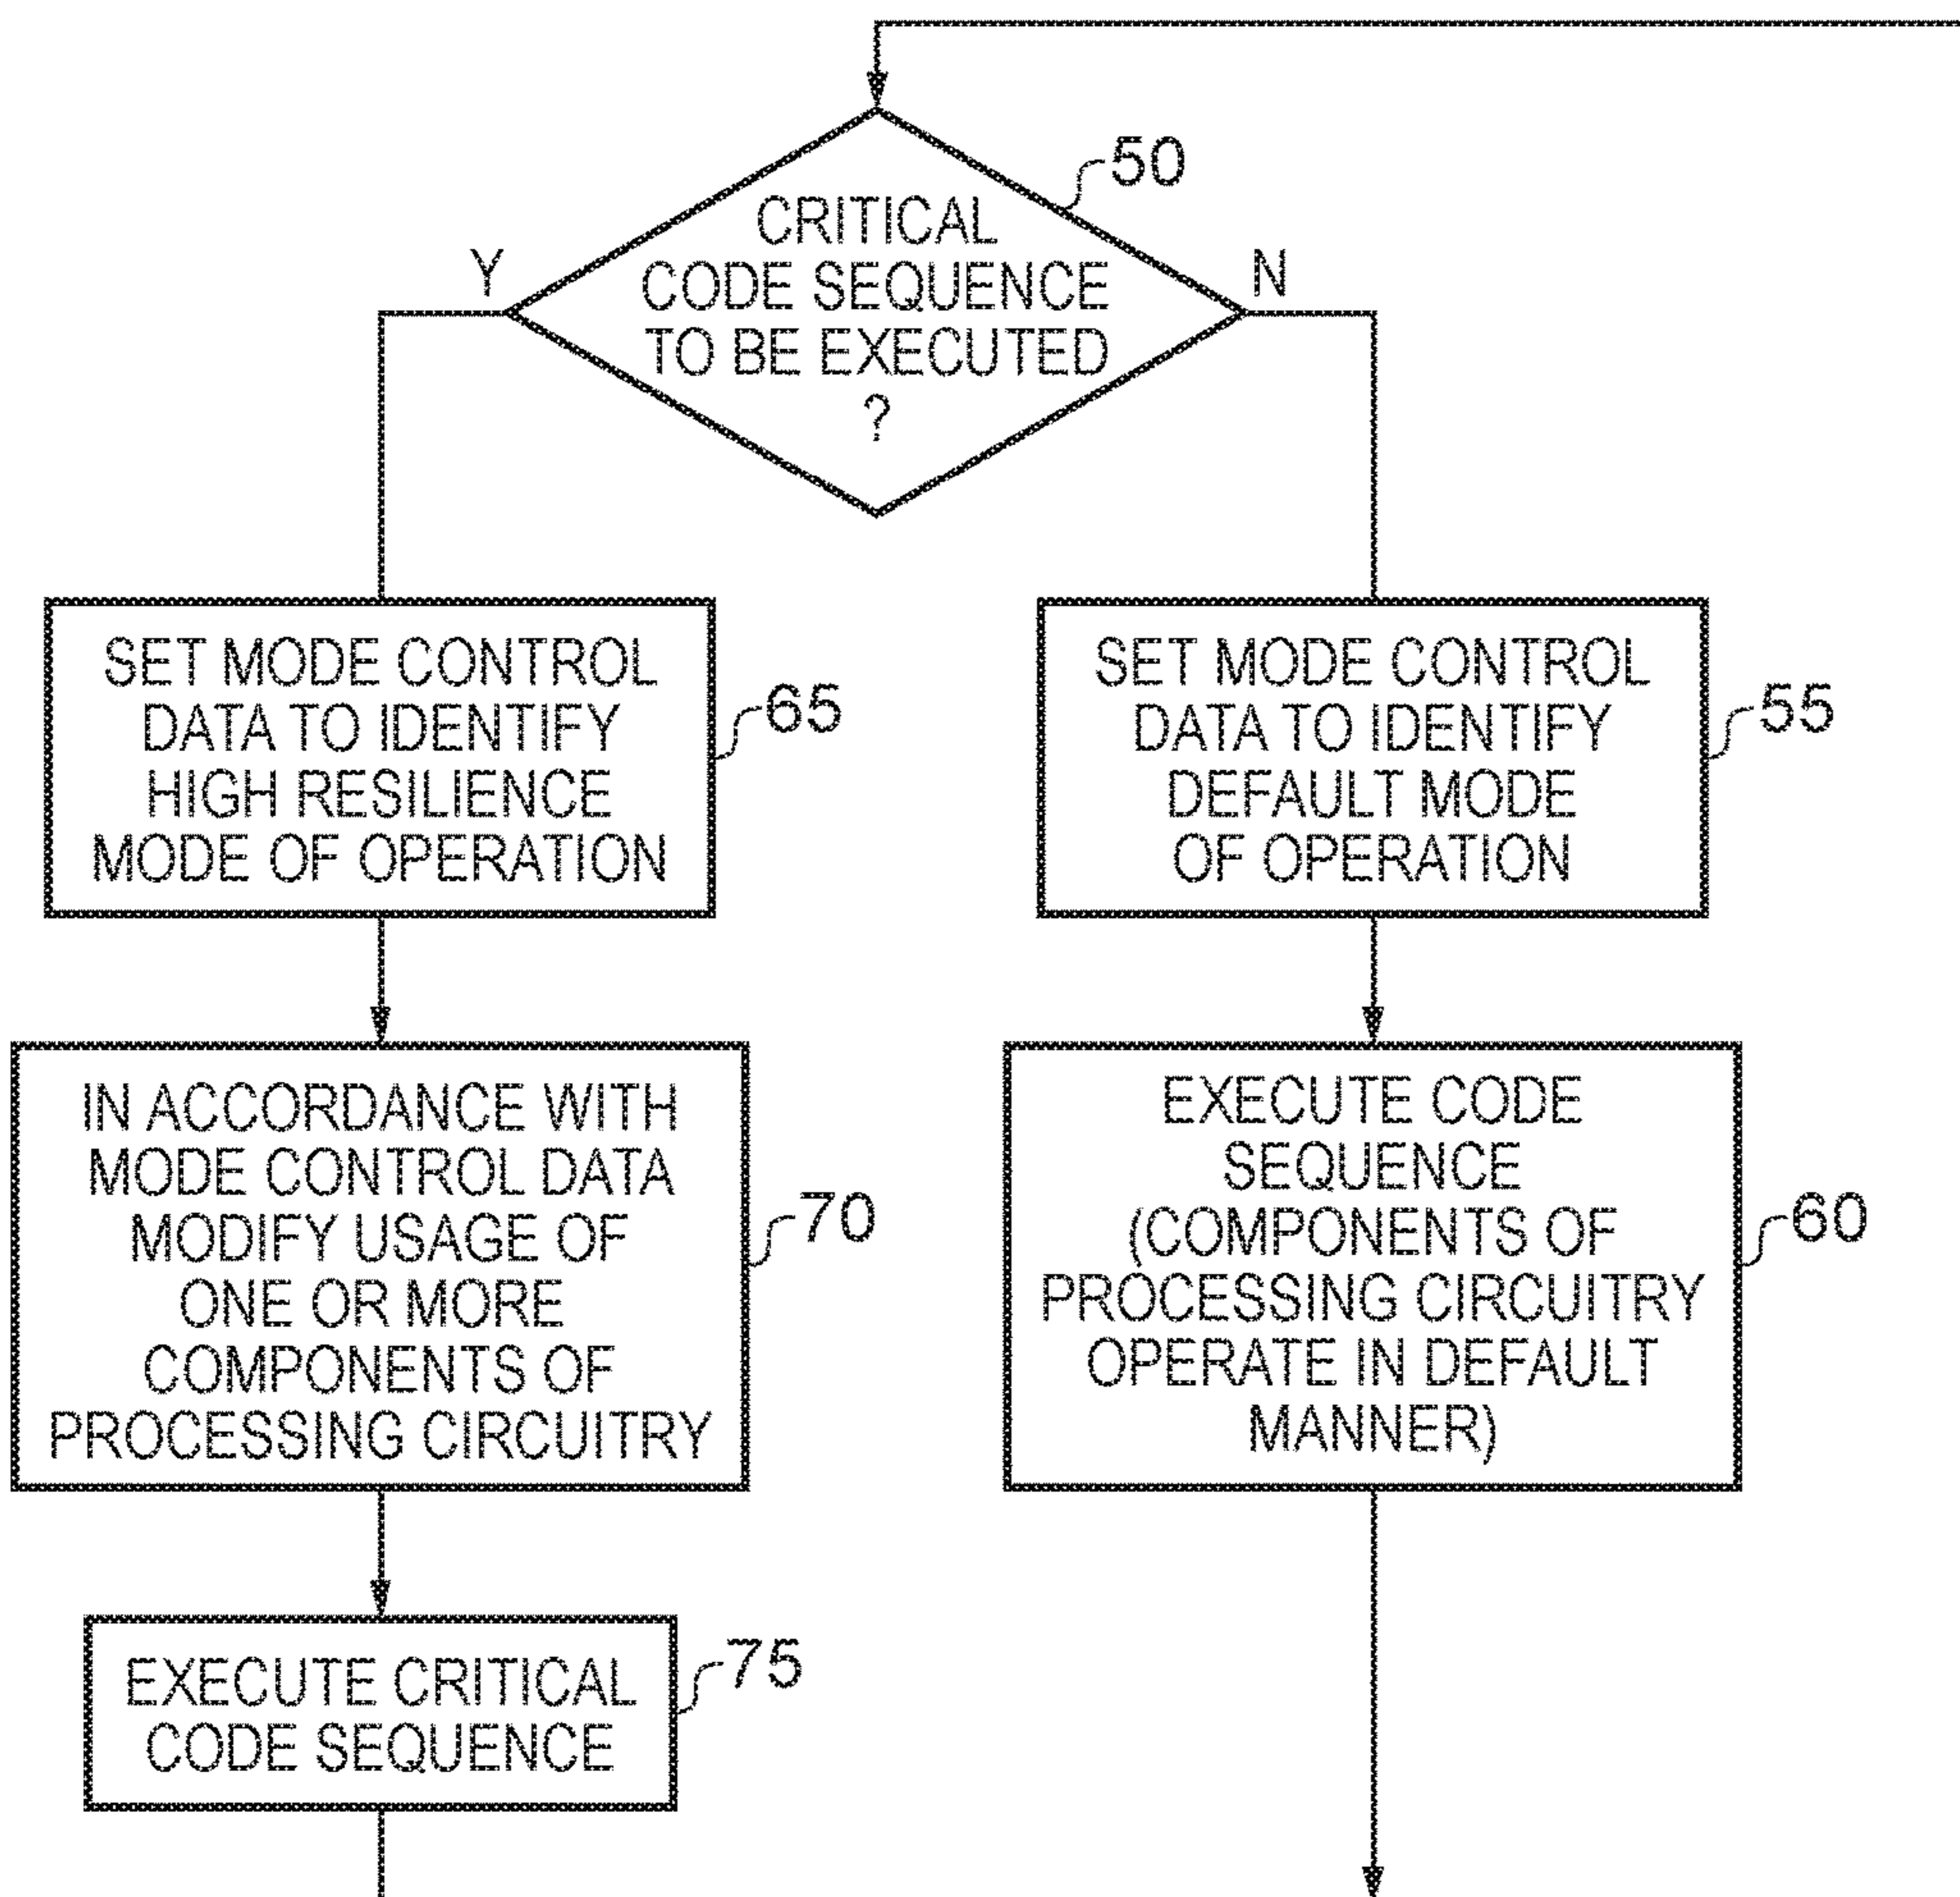 50
CRITICAL
CODE SEQUENCE
TO BE EXECUTED
?
Y
N
SET MODE CONTROL
DATA TO IDENTIFY
HIGH RESILIENCE
MODE OF OPERATION
65
SET MODE CONTROL
DATA TO IDENTIFY
DEFAULT MODE
OF OPERATION
55
IN ACCORDANCE WITH
MODE CONTROL DATA
MODIFY USAGE OF
ONE OR MORE
COMPONENTS OF
PROCESSING CIRCUITRY
70
EXECUTE CODE
SEQUENCE
(COMPONENTS OF
PROCESSING CIRCUITRY
OPERATE IN DEFAULT
MANNER)
60
EXECUTE CRITICAL
CODE SEQUENCE
75